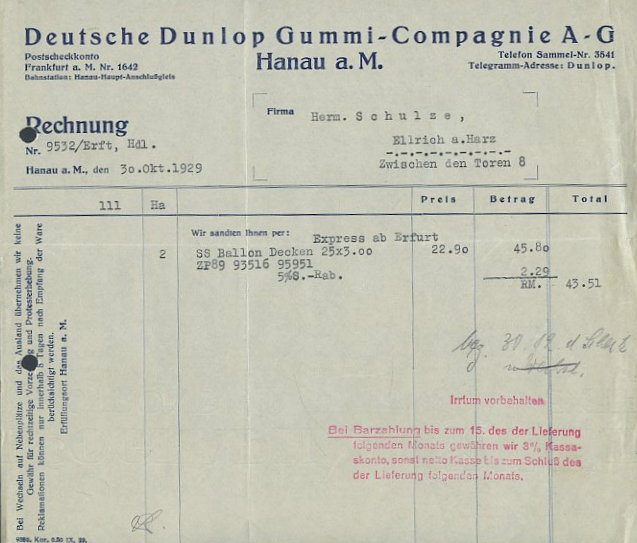 Deutsche Dunlop Gummi-Compagnie A-G
Postscheckkonto
Frankfurt a. M. Nr. 1642
Bahnstation: Hanau-Haupt-Anschlußgleis
Hanau a. M.
Telefon Sammel-Nr. 3541
Telegramm-Adresse: Dunlop.
Rechnung
Nr. 9532/Erft, Hdl.
Hanau a. M., den 30.Okt.1929
Firma
Herm. Schulze,
Ellrich a.Harz
Zwischen den Toren 8
111 Ha Preis Betrag Total
Wir sandten Ihnen per: Express ab Erfurt
2 SS Ballon Decken 25x3.00 22.90 45.80
ZP89 93516 95951
5%S.-Rab. 2.29
RM. 43.51
Bei Wechseln auf Nebenplätze und das Ausland übernehmen wir keine
Gewähr für rechtzeitige Vorzeigung und Protesterhebung.
Reklamationen können nur innerhalb 8 Tagen nach Empfang der Ware
berücksichtigt werden.
Erfüllungsort Hanau a. M.
Irrtum vorbehalten
Bei Barzahlung bis zum 15. des der Lieferung
folgenden Monats gewähren wir 3% Kassa-
skonto, sonst netto Kasse bis zum Schluß des
der Lieferung folgenden Monats.